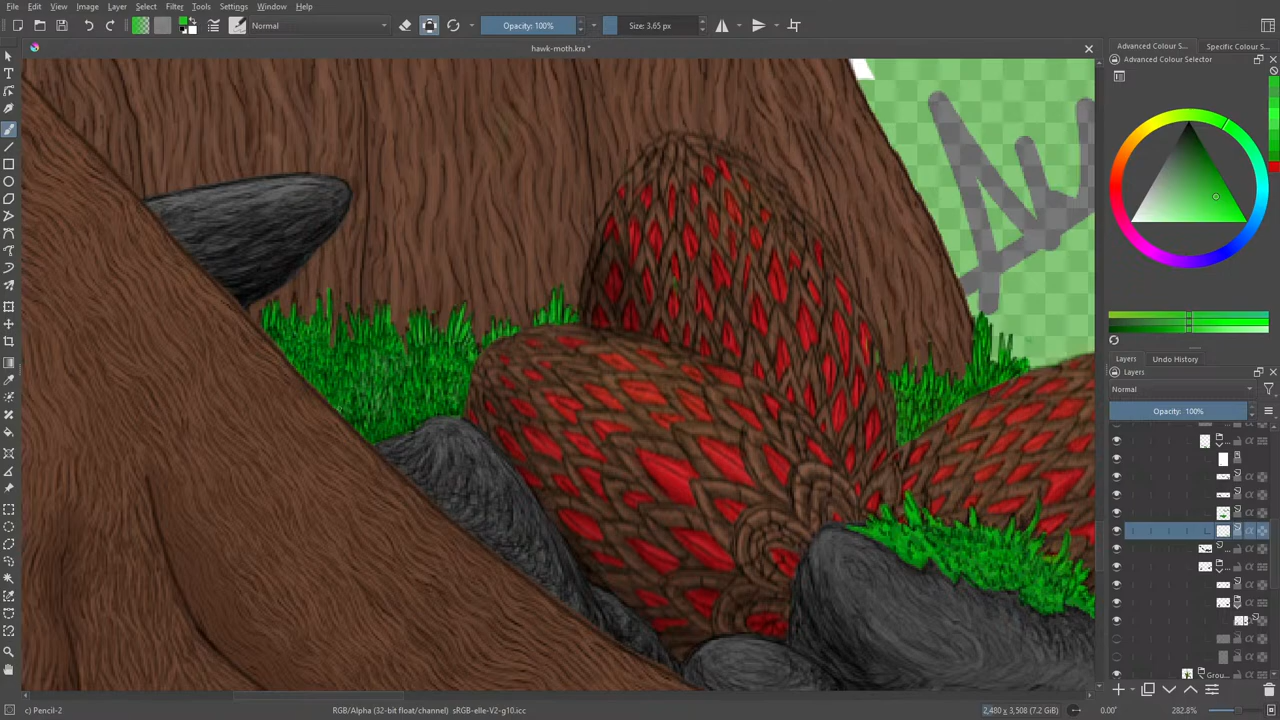 File Edit View Image Layer Select Filter Tools Settings Window Help
Normal Opacity: 100% Size: 3.65 px
hawk-moth.kra *
Advanced Colour S... Specific Colour S...
Advanced Colour Selector
Layers Undo History
Layers
Normal
Opacity: 100%
Grou...
c) Pencil-2 RGB/Alpha (32-bit float/channel) sRGB-elle-V2-g10.icc 2,480 x 3,508 (7.2 GiB) 0.00° 282.8%